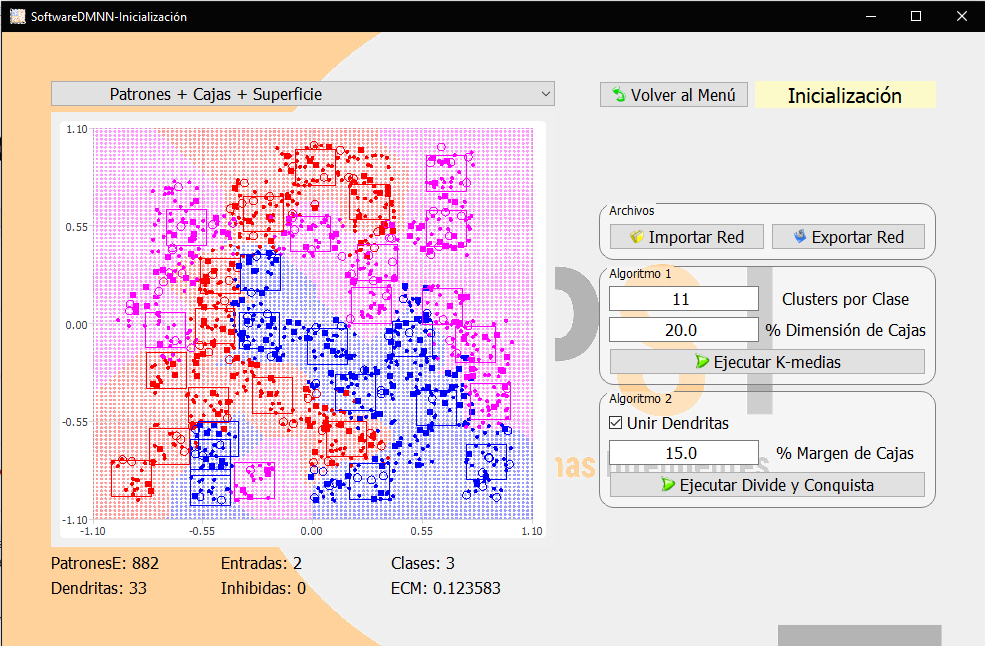 SoftwareDMNN-Inicialización
Patrones + Cajas + Superficie
Volver al Menú
Inicialización
1.10
0.55
0.00
-0.55
-1.10
-1.10 -0.55 0.00 0.55 1.10
Archivos
Importar Red
Exportar Red
Algoritmo 1
11 Clusters por Clase
20.0 % Dimensión de Cajas
Ejecutar K-medias
Algoritmo 2
Unir Dendritas
15.0 % Margen de Cajas
Ejecutar Divide y Conquista
PatronesE: 882 Entradas: 2 Clases: 3
Dendritas: 33 Inhibidas: 0 ECM: 0.123583